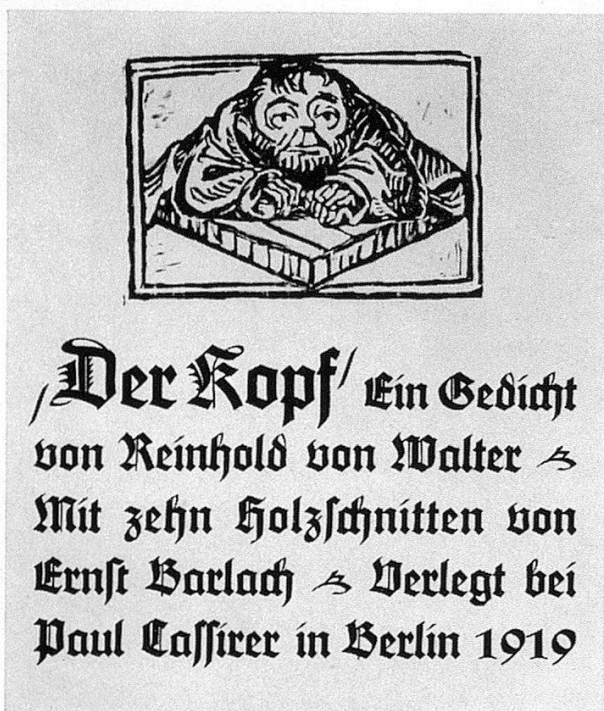 /Der Kopf/ Ein Gedicht
von Reinhold von Walter
Mit zehn Holzſchnitten von
Ernſt Barlach Verlegt bei
Paul Caſſirer in Berlin 1919